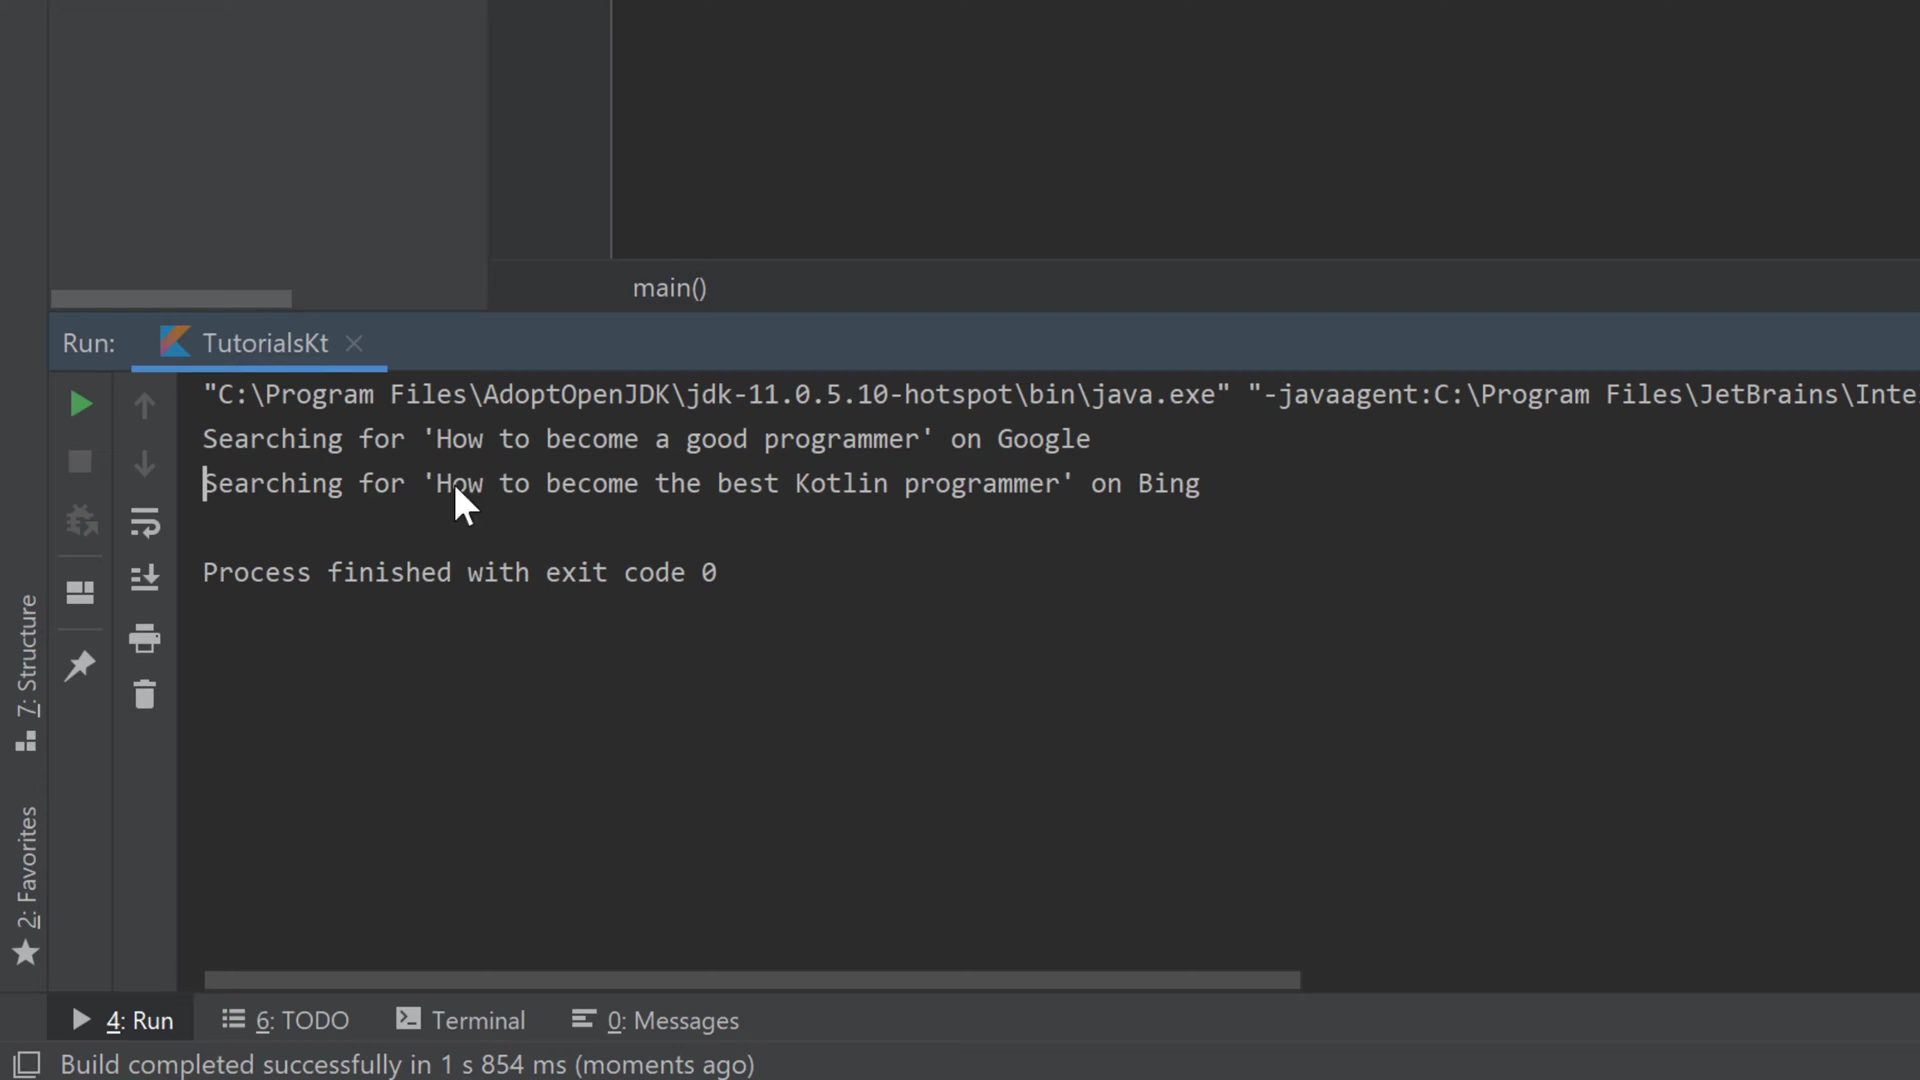 main()
Run: TutorialsKt
"C:\Program Files\AdoptOpenJDK\jdk-11.0.5.10-hotspot\bin\java.exe" "-javaagent:C:\Program Files\JetBrains\Inte
Searching for 'How to become a good programmer' on Google
Searching for 'How to become the best Kotlin programmer' on Bing
Process finished with exit code 0
7: Structure
2: Favorites
4: Run 6: TODO Terminal 0: Messages
Build completed successfully in 1 s 854 ms (moments ago)